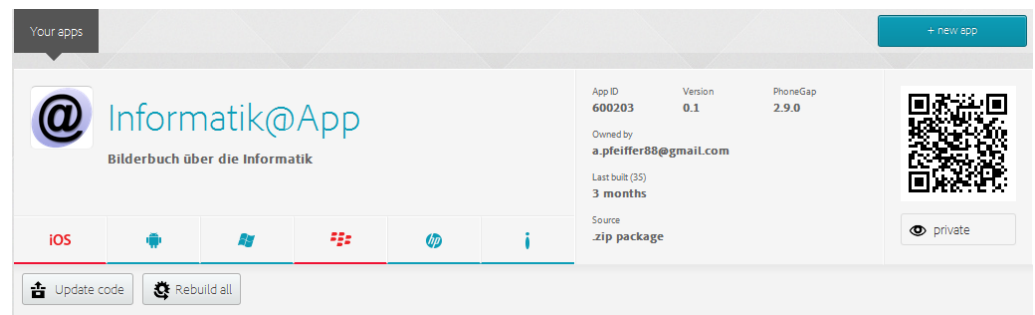 Your apps
+ new app
@
Informatik@App
Bilderbuch über die Informatik
App ID Version PhoneGap
600203 0.1 2.9.0
Owned by
a.pfeiffer88@gmail.com
Last built (35)
3 months
Source
.zip package
private
iOS
hp
i
Update code
Rebuild all